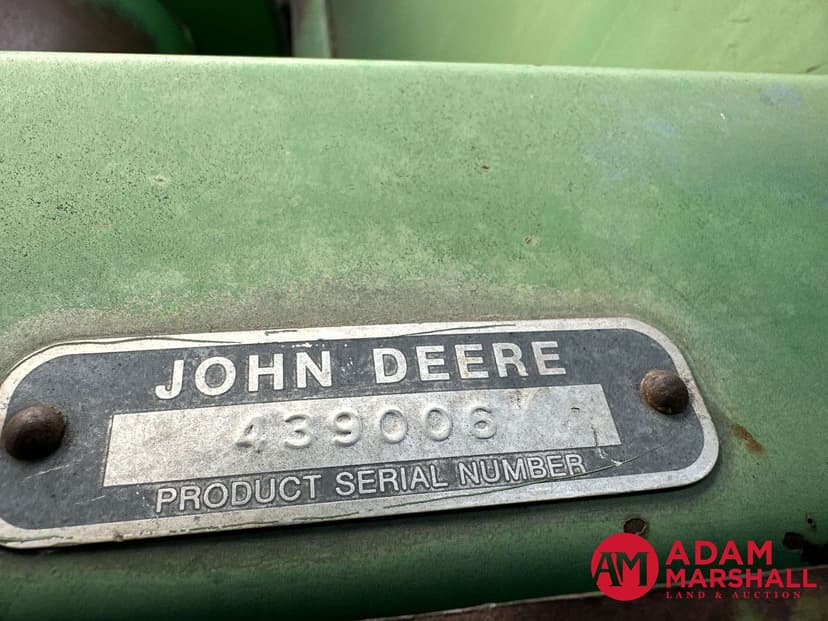 JOHN DEERE
439006
PRODUCT SERIAL NUMBER
AM ADAM
MARSHALL
LAND & AUCTION